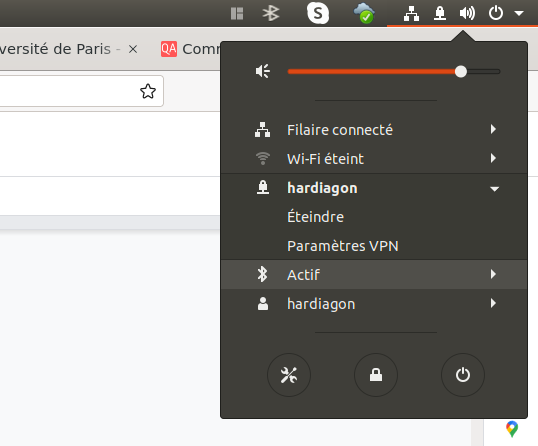 versité de Paris -
QA Comm
Filaire connecté
Wi-Fi éteint
hardiagon
Éteindre
Paramètres VPN
Actif
hardiagon